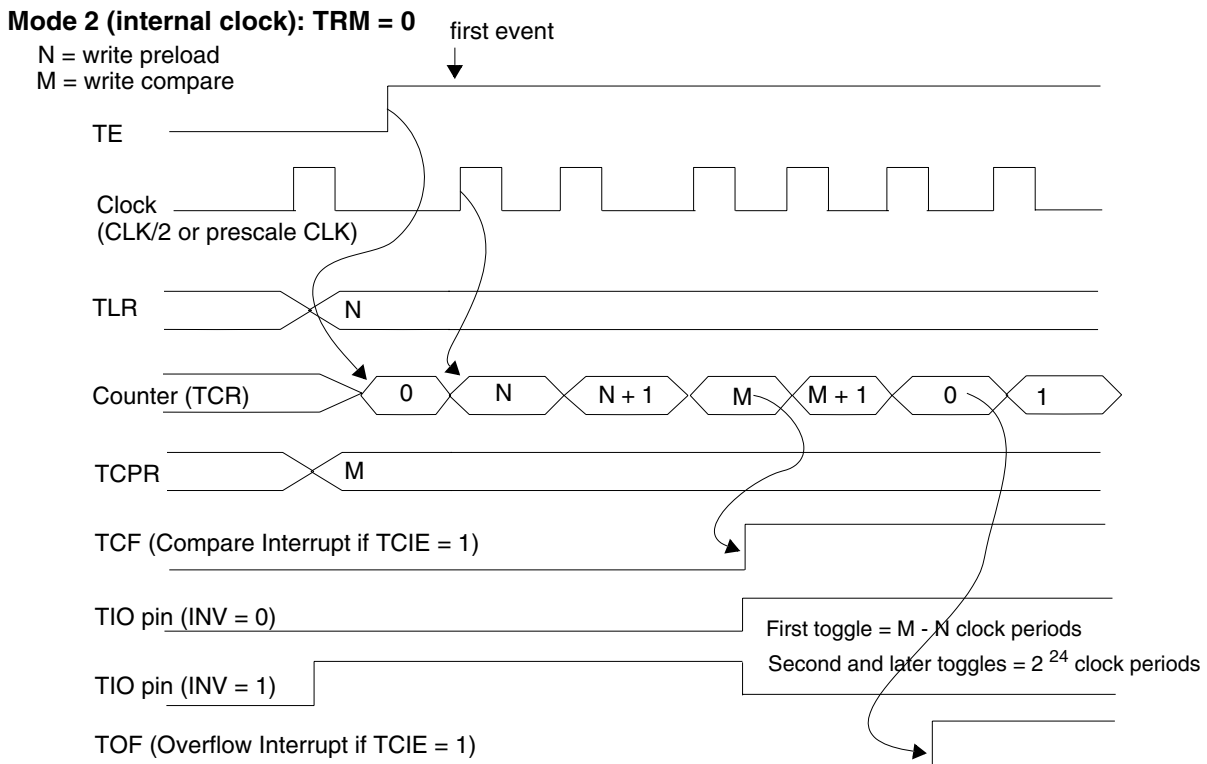 Mode 2 (internal clock): TRM = 0
first event
N = write preload
M = write compare
TE
Clock
(CLK/2 or prescale CLK)
TLR
N
Counter (TCR)
0
N
N + 1
M
M + 1
0
1
TCPR
M
TCF (Compare Interrupt if TCIE = 1)
TIO pin (INV = 0)
First toggle = M - N clock periods
Second and later toggles = 2 24 clock periods
TIO pin (INV = 1)
TOF (Overflow Interrupt if TCIE = 1)